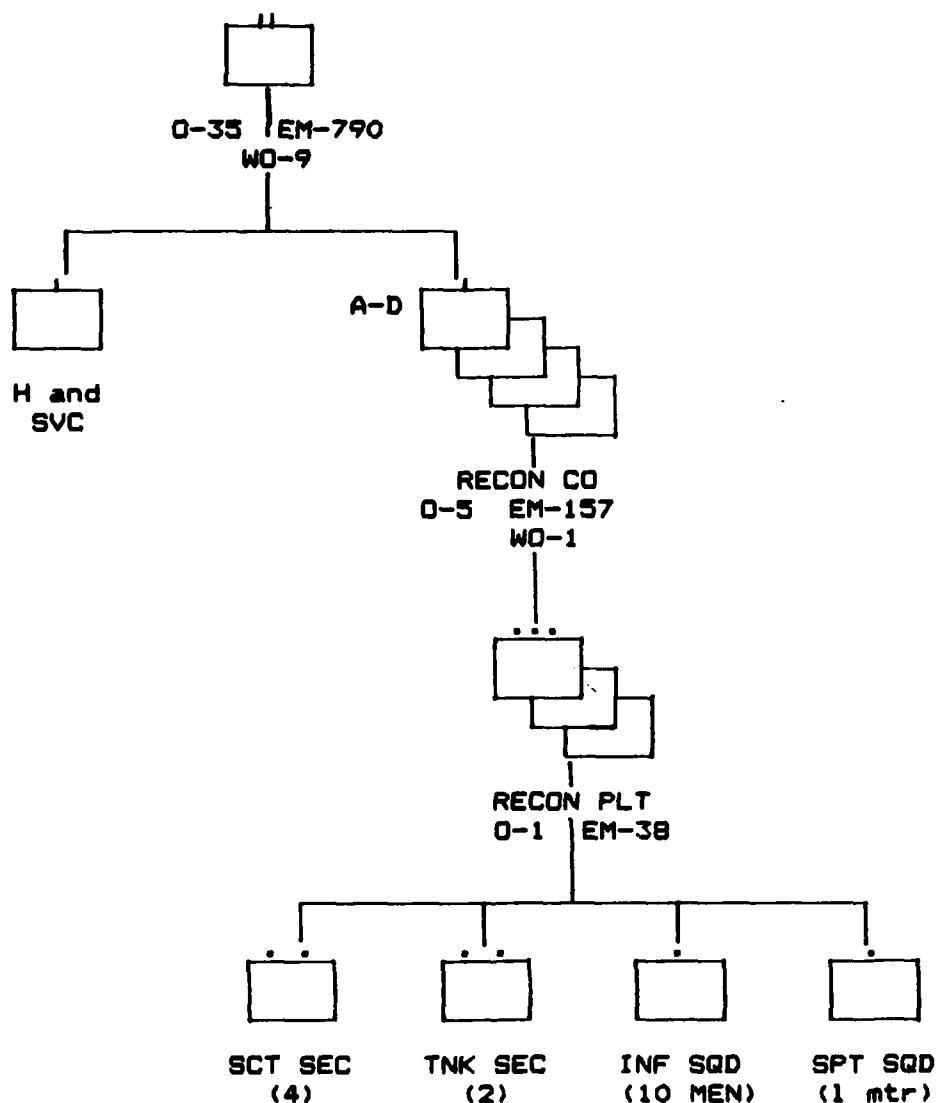 O-35 EM-790
WO-9
A-D
H and
SVC
RECON CO
O-5 EM-157
WO-1
RECON PLT
O-1 EM-38
SCT SEC
(4)
TNK SEC
(2)
INF SQD
(10 MEN)
SPT SQD
(1 mtr)